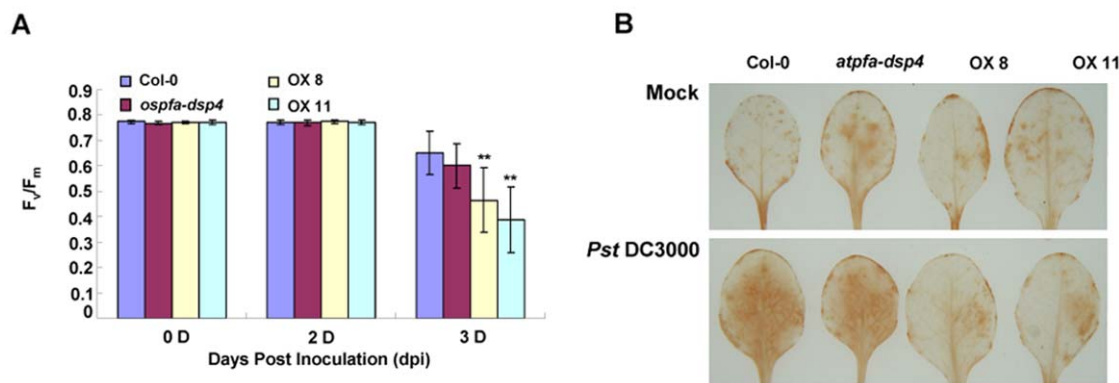 A
Col-0
ospfa-dsp4
OX 8
OX 11
0.9
0.8
0.7
0.6
0.5
0.4
0.3
0.2
0.1
0
Fv/Fm
**
**
0 D 2 D 3 D
Days Post Inoculation (dpi)
B
Col-0 atpfa-dsp4 OX 8 OX 11
Mock
Pst DC3000